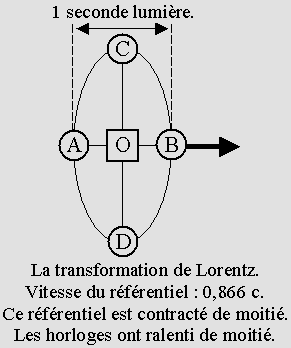 1 seconde lumière.
C
A O B
D
La transformation de Lorentz.
Vitesse du référentiel : 0,866 c.
Ce référentiel est contracté de moitié.
Les horloges ont ralenti de moitié.